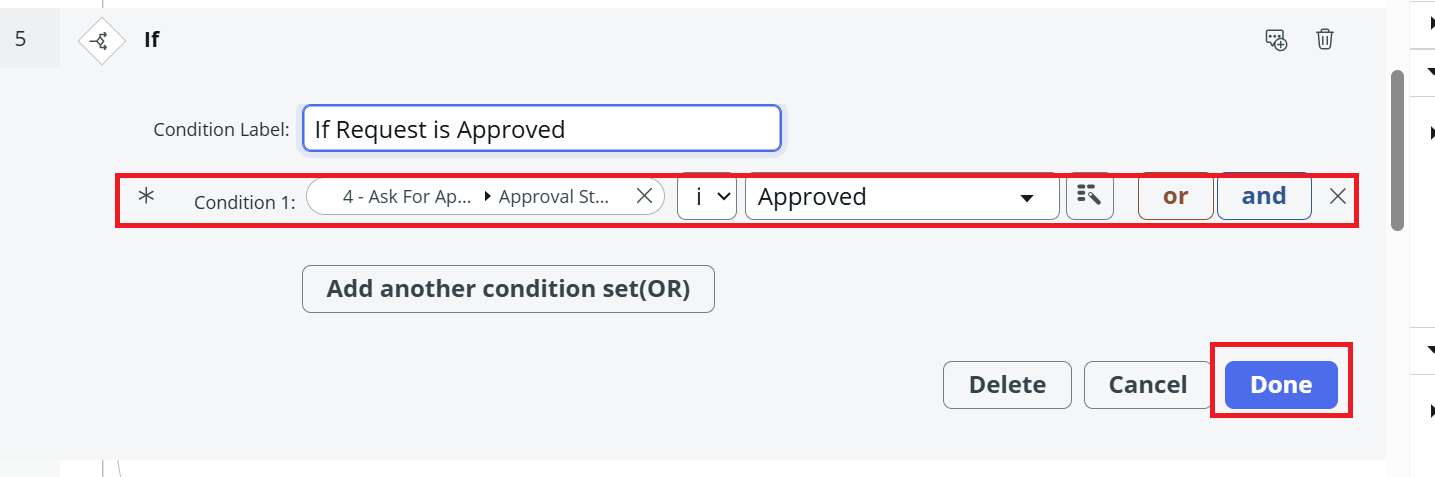 5 If
Condition Label: If Request is Approved
* Condition 1: 4 - Ask For Ap... Approval St... i Approved or and
Add another condition set(OR)
Delete Cancel Done